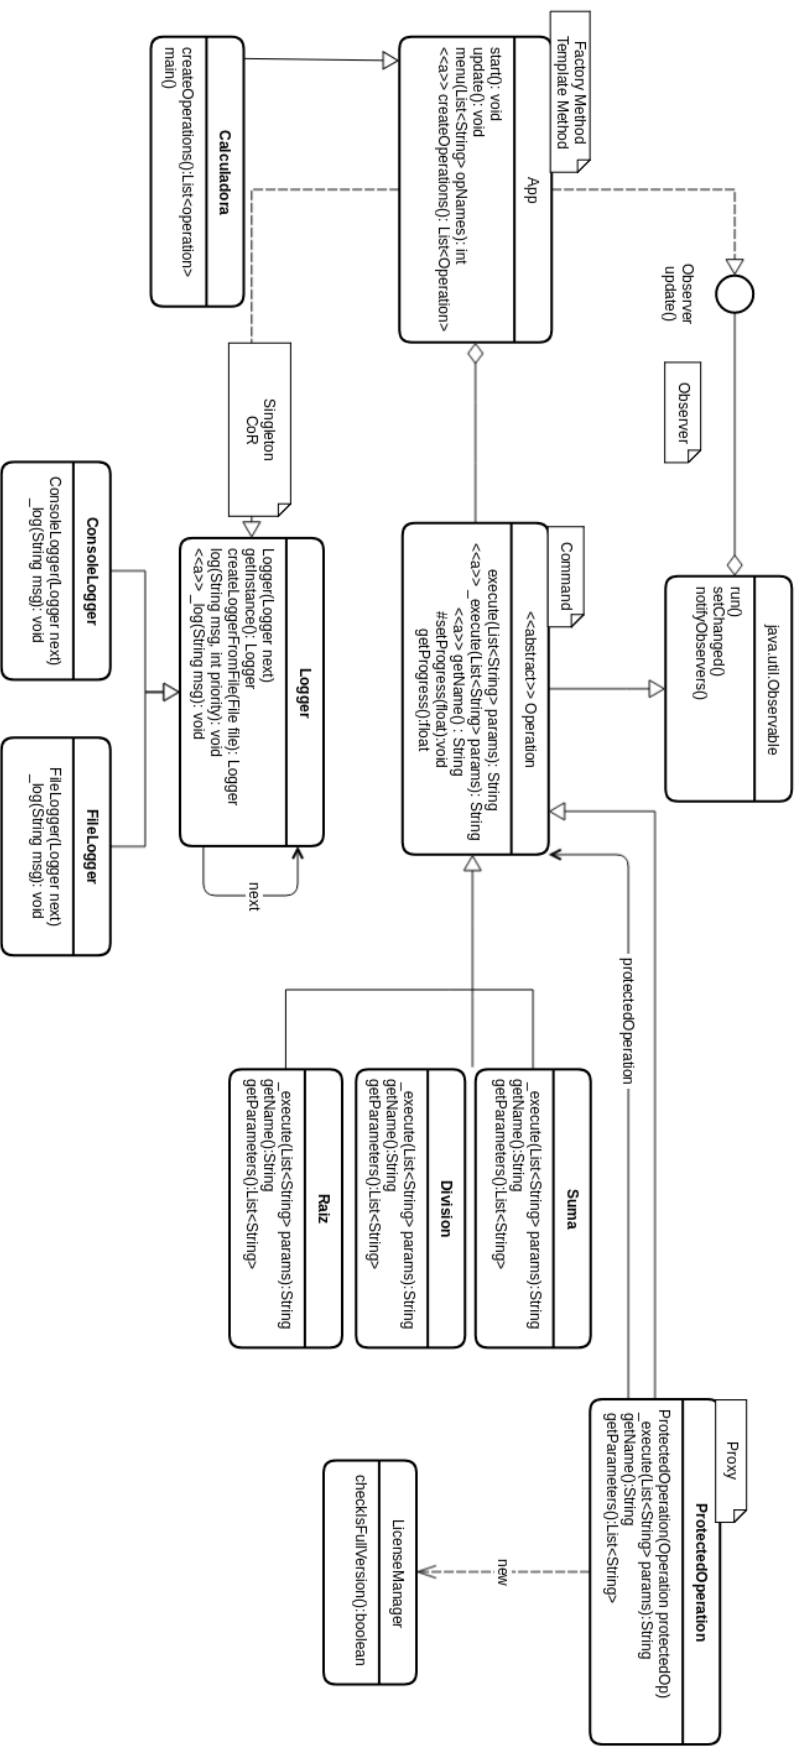 Factory Method
Template Method
App
start(): void
update(): void
menu(List<String> opNames): int
<<a>> createOperations(): List<Operation>
Calculadora
createOperations():List<operation>
main()
Observer
update()
Observer
java.util.Observable
run()
setChanged()
notifyObservers()
Command
<<abstract>> Operation
execute(List<String> params): String
<<a>> _execute(List<String> params): String
<<a>> getName() : String
#setProgress(float):void
getProgress():float
Singleton
CoR
Logger
Logger(Logger next)
getInstance(): Logger
createLoggerFromFile(File file): Logger
log(String msg, int priority): void
<<a>> _log(String msg): void
next
ConsoleLogger
ConsoleLogger(Logger next)
_log(String msg): void
FileLogger
FileLogger(Logger next)
_log(String msg): void
protectedOperation
Suma
_execute(List<String> params):String
getName():String
getParameters():List<String>
Division
_execute(List<String> params):String
getName():String
getParameters():List<String>
Raiz
_execute(List<String> params):String
getName():String
getParameters():List<String>
Proxy
ProtectedOperation
ProtectedOperation(Operation protectedOp)
_execute(List<String> params):String
getName():String
getParameters():List<String>
new
LicenseManager
checkIsFullVersion():boolean